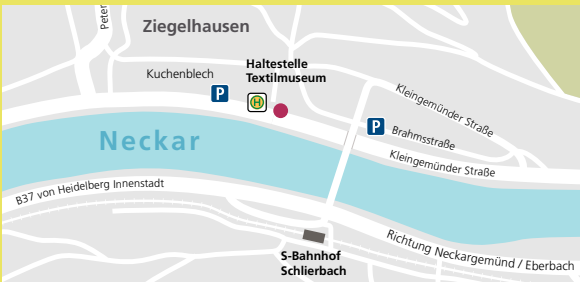 Peter
Ziegelhausen
Haltestelle
Textilmuseum
Kuchenblech
P
H
Kleingemünder Straße
P
Brahmsstraße
Neckar
Kleingemünder Straße
B37 von Heidelberg Innenstadt
Richtung Neckargemünd / Eberbach
S-Bahnhof
Schlierbach